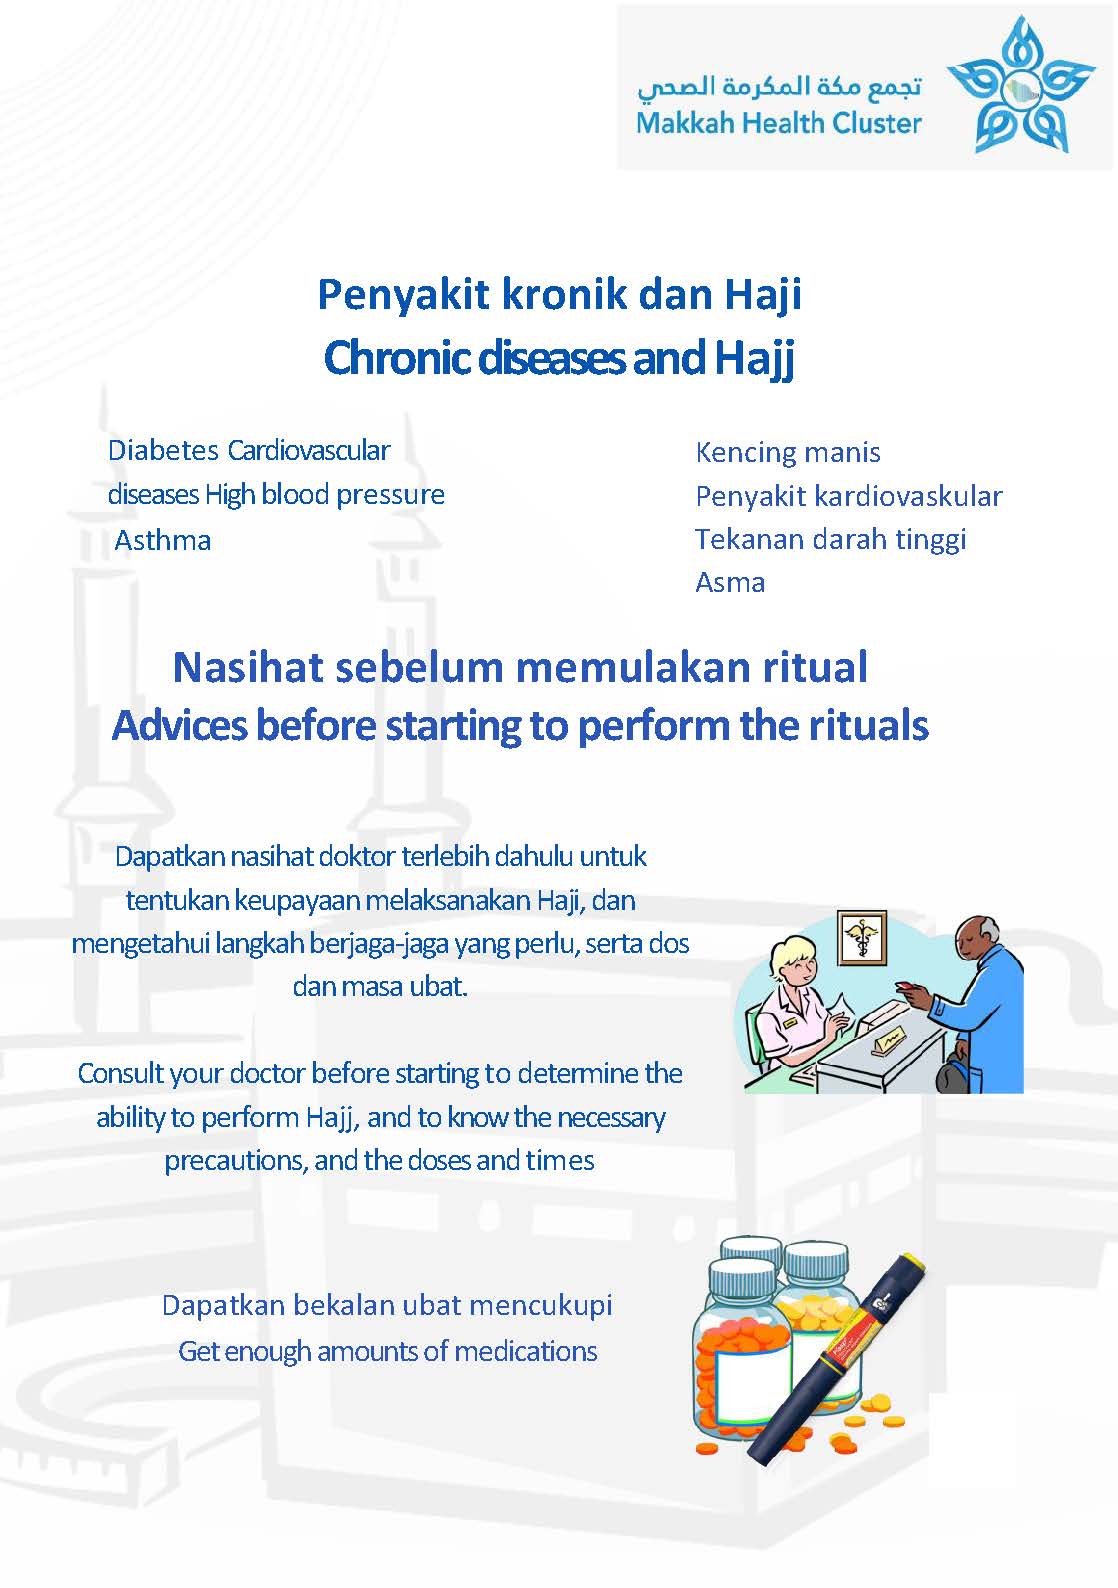 تجمع مكة المكرمة الصحي
Makkah Health Cluster
Penyakit kronik dan Haji
Chronic diseases and Hajj
Diabetes Cardiovascular
diseases High blood pressure
Asthma
Kencing manis
Penyakit kardiovaskular
Tekanan darah tinggi
Asma
Nasihat sebelum memulakan ritual
Advices before starting to perform the rituals
Dapatkan nasihat doktor terlebih dahulu untuk
tentukan keupayaan melaksanakan Haji, dan
mengetahui langkah berjaga-jaga yang perlu, serta dos
dan masa ubat.
Consult your doctor before starting to determine the
ability to perform Hajj, and to know the necessary
precautions, and the doses and times
Dapatkan bekalan ubat mencukupi
Get enough amounts of medications